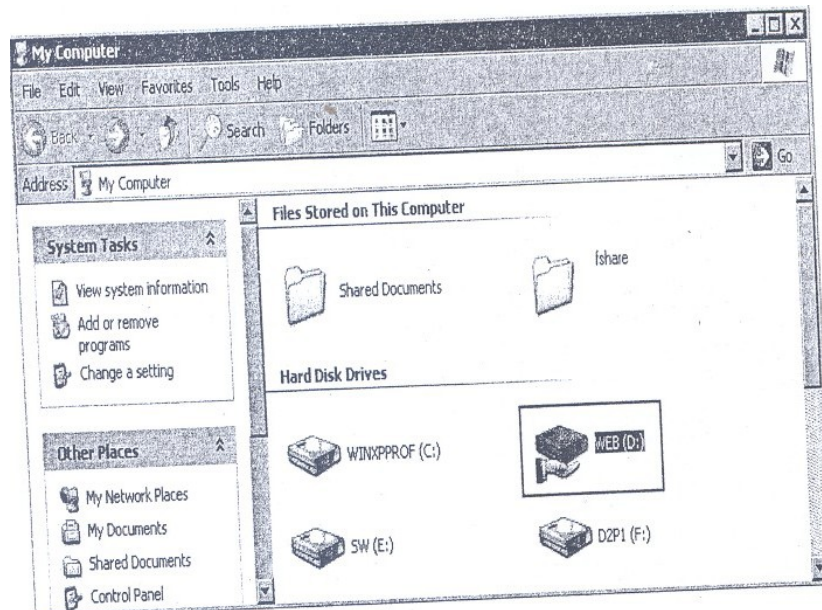 My Computer
File Edit View Favorites Tools Help
Back Search Folders
Address My Computer Go
System Tasks
View system information
Add or remove
programs
Change a setting
Other Places
My Network Places
My Documents
Shared Documents
Control Panel
Files Stored on This Computer
Shared Documents
fshare
Hard Disk Drives
WINXPPROF (C:)
WEB (D:)
SW (E:)
D2P1 (F:)